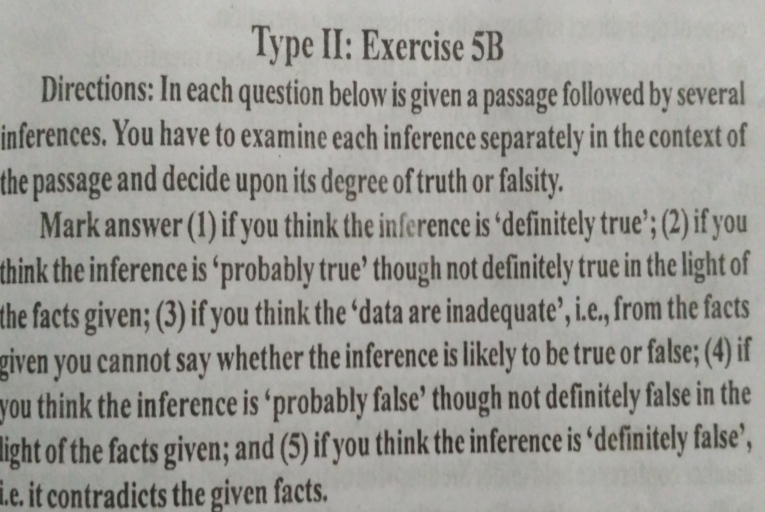 Type II: Exercise 5B
Directions: In each question below is given a passage followed by several
inferences. You have to examine each inference separately in the context of
the passage and decide upon its degree of truth or falsity.
Mark answer (1) if you think the inference is ‘definitely true’; (2) if you
think the inference is ‘probably true’ though not definitely true in the light of
the facts given; (3) if you think the ‘data are inadequate’, i.e., from the facts
given you cannot say whether the inference is likely to be true or false; (4) if
you think the inference is ‘probably false’ though not definitely false in the
light of the facts given; and (5) if you think the inference is ‘definitely false’,
i.e. it contradicts the given facts.